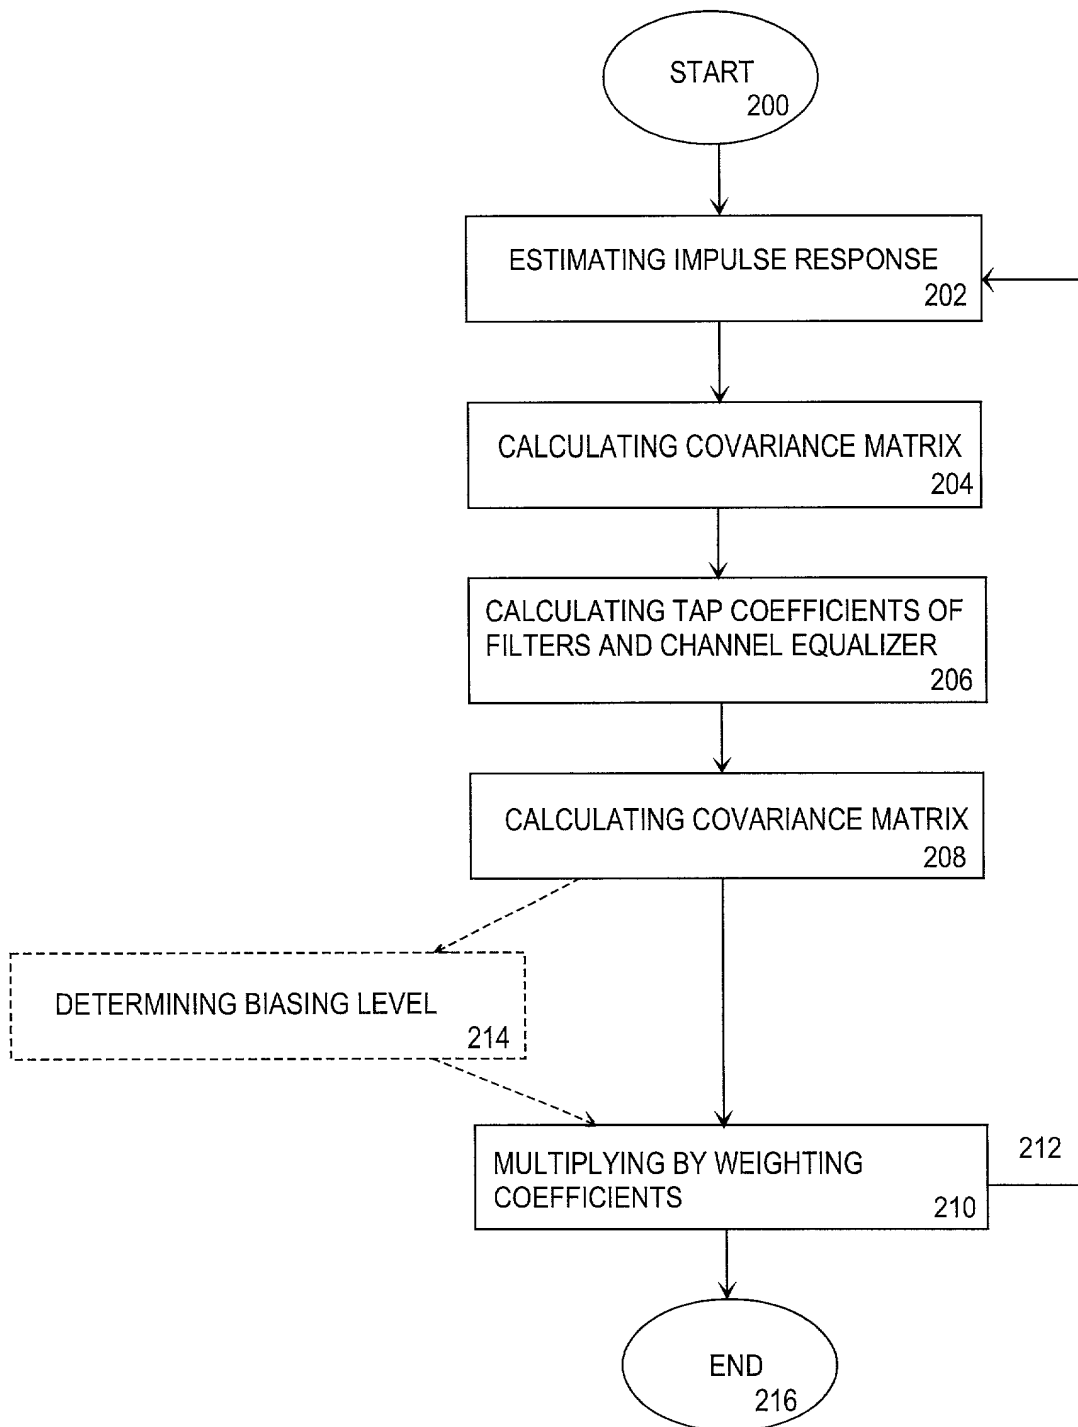 START
200
ESTIMATING IMPULSE RESPONSE
202
CALCULATING COVARIANCE MATRIX
204
CALCULATING TAP COEFFICIENTS OF
FILTERS AND CHANNEL EQUALIZER
206
CALCULATING COVARIANCE MATRIX
208
DETERMINING BIASING LEVEL
214
MULTIPLYING BY WEIGHTING
COEFFICIENTS
210
212
END
216